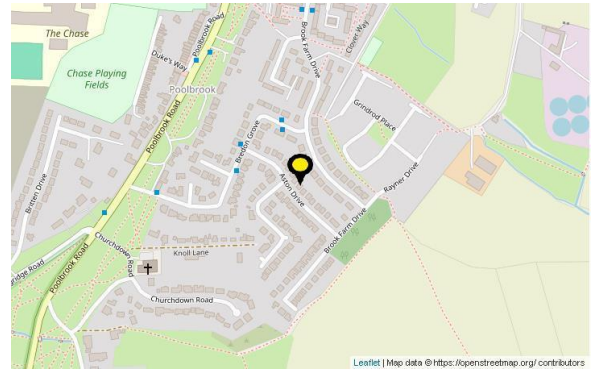 The Chase
Chase Playing
Fields
Duke's Way
Poolbrook Road
Brook Farm Drive
Clover Way
Poolbrook
Grindrod Place
Poolbrook Road
Bredon Grove
Britten Drive
Aston Drive
Rayner Drive
Brook Farm Drive
Poolbrook Road
Churchdown
Road
Knoll Lane
Churchdown Road
Leaflet | Map data © https://openstreetmap.org/ contributors